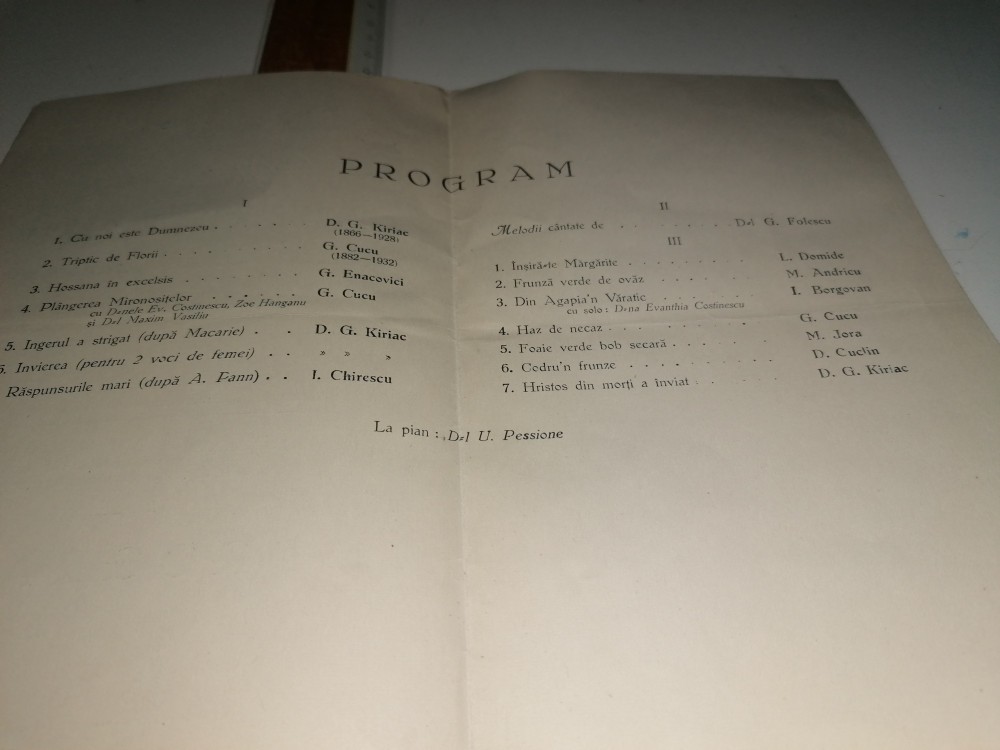 PROGRAM
I
1. Cu noi este Dumnezeu . . . . . . D. G. Kiriac
(1866—1928)
2. Triptic de Florii . . . . . . . . G. Cucu
(1882—1932)
3. Hossana in excelsis . . . . . . . G. Enacovici
4. Plângerea Mironosițelor . . . . . . G. Cucu
cu D-nele Ev. Costinescu, Zoe Hanganu
și D-l Maxim Vasiliu
5. Ingerul a strigat (după Macarie) . . D. G. Kiriac
6. Invierea (pentru 2 voci de femei) . . » » »
Răspunsurile mari (după A. Pann) . . I. Chirescu
II
Melodii cântate de . . . . . . . . D-l G. Folescu
III
1. Inșiră-te Mărgărite . . . . . . . L. Domide
2. Frunză verde de ovăz . . . . . . M. Andricu
3. Din Agapia'n Văratic . . . . . . I. Borgovan
cu solo : D-na Evanthia Costinescu
4. Haz de necaz . . . . . . . . . G. Cucu
5. Foaie verde bob secară . . . . . . M. Jora
6. Codru'n frunze . . . . . . . . D. Cuclin
7. Hristos din morți a înviat . . . . . D. G. Kiriac
La pian : D-l U. Pessione